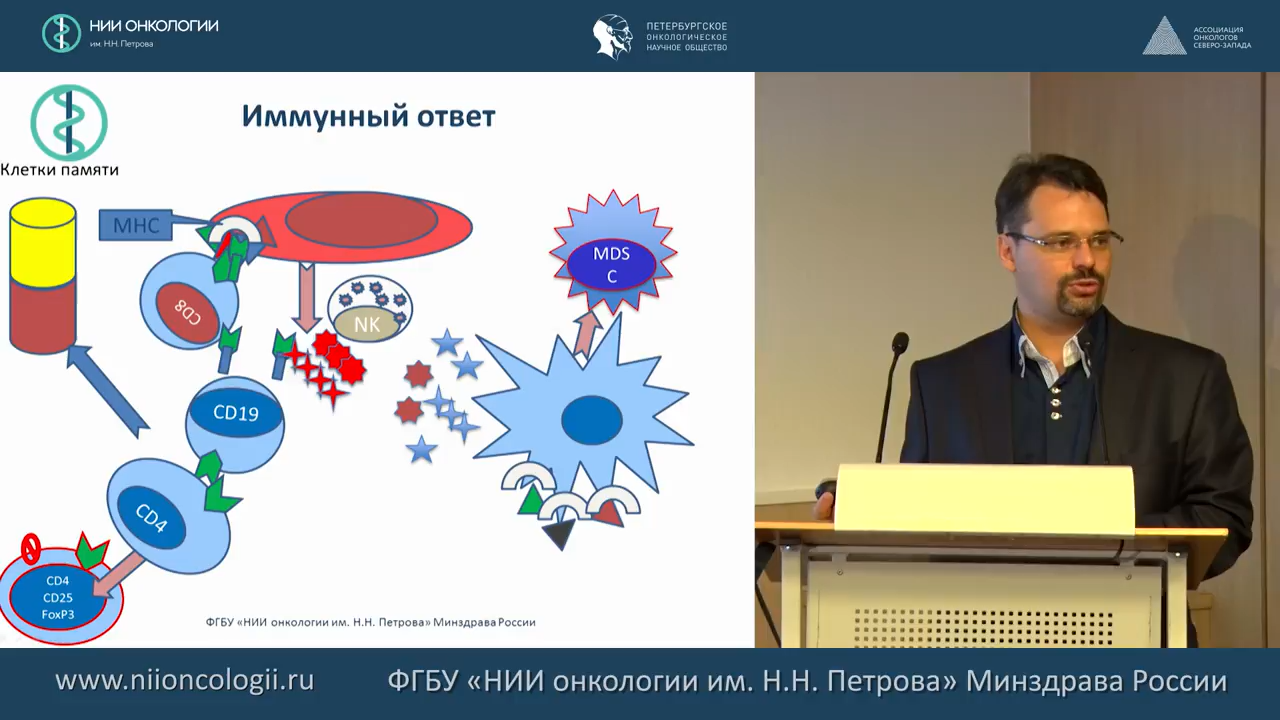 НИИ ОНКОЛОГИИ
им. Н.Н. Петрова
ПЕТЕРБУРГСКОЕ
ОНКОЛОГИЧЕСКОЕ
НАУЧНОЕ ОБЩЕСТВО
АССОЦИАЦИЯ
ОНКОЛОГОВ
СЕВЕРО-ЗАПАДА
Иммунный ответ
Клетки памяти
MHC
CD8
NK
MDS
C
CD19
CD4
CD4
CD25
FoxP3
ФГБУ «НИИ онкологии им. Н.Н. Петрова» Минздрава России
www.niioncologii.ru
ФГБУ «НИИ онкологии им. Н.Н. Петрова» Минздрава России